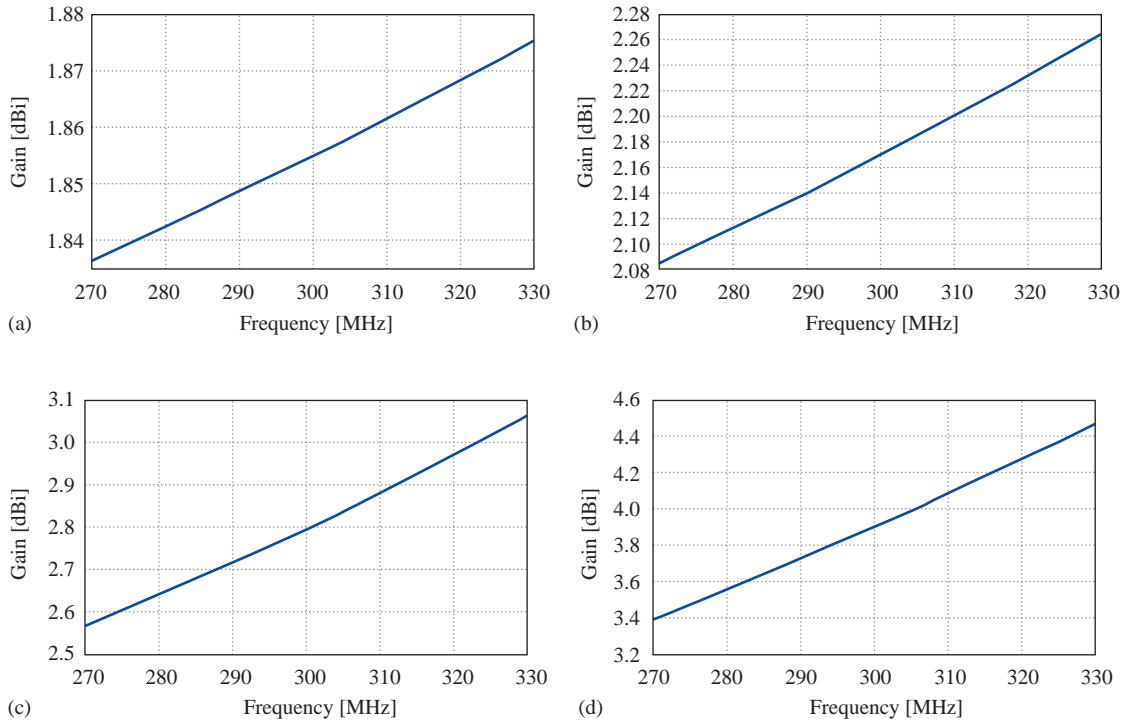 1.88
1.87
1.86
1.85
1.84
Gain [dBi]
270 280 290 300 310 320 330
Frequency [MHz]
(a)
2.28
2.26
2.24
2.22
2.20
2.18
2.16
2.14
2.12
2.10
2.08
Gain [dBi]
270 280 290 300 310 320 330
Frequency [MHz]
(b)
3.1
3.0
2.9
2.8
2.7
2.6
2.5
Gain [dBi]
270 280 290 300 310 320 330
Frequency [MHz]
(c)
4.6
4.4
4.2
4.0
3.8
3.6
3.4
3.2
Gain [dBi]
270 280 290 300 310 320 330
Frequency [MHz]
(d)